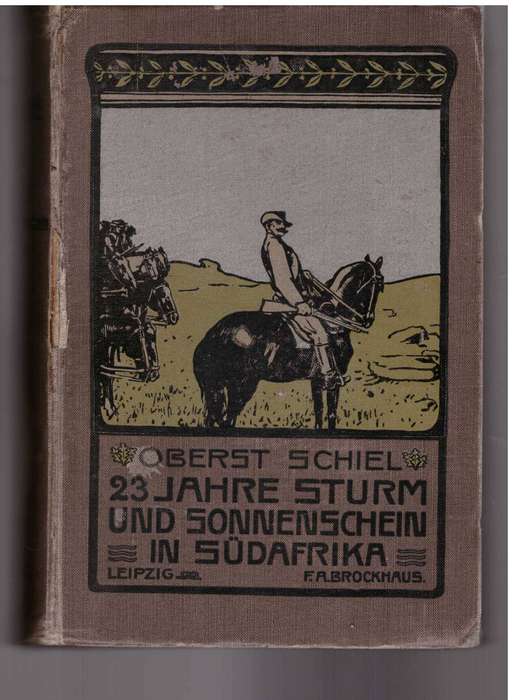 OBERST SCHIEL
23 JAHRE STURM
UND SONNENSCHEIN
IN SÜDAFRIKA
LEIPZIG F. A. BROCKHAUS.